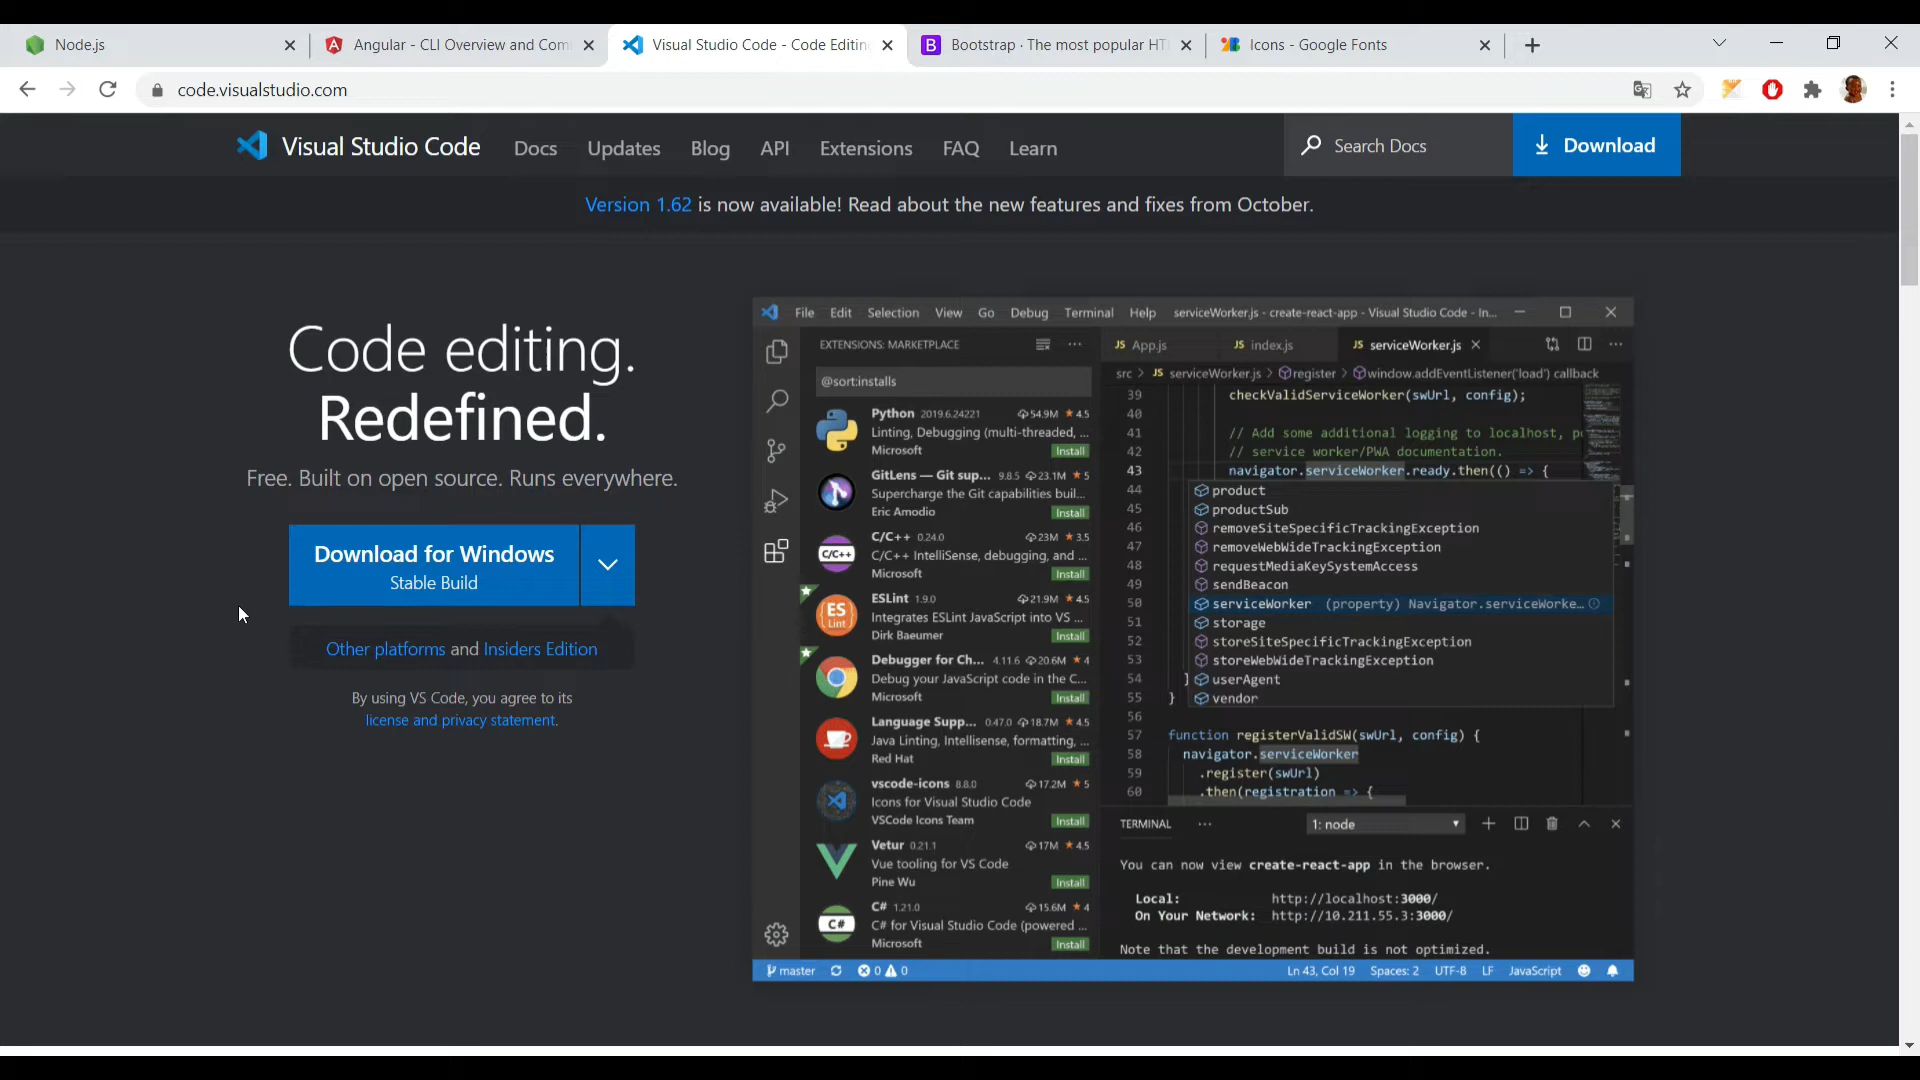 Node.js
Angular - CLI Overview and Com
Visual Studio Code - Code Editin
B Bootstrap · The most popular HT
Icons - Google Fonts
code.visualstudio.com
Visual Studio Code Docs Updates Blog API Extensions FAQ Learn Search Docs Download
Version 1.62 is now available! Read about the new features and fixes from October.
Code editing.
Redefined.
Free. Built on open source. Runs everywhere.
Download for Windows
Stable Build
Other platforms and Insiders Edition
By using VS Code, you agree to its
license and privacy statement.
File Edit Selection View Go Debug Terminal Help serviceWorker.js - create-react-app - Visual Studio Code - In...
EXTENSIONS: MARKETPLACE
@sort:installs
Python 2019.6.24221 54.9M ★ 4.5
Linting, Debugging (multi-threaded, ...
Microsoft Install
GitLens — Git sup... 9.8.5 23.1M ★ 5
Supercharge the Git capabilities buil...
Eric Amodio Install
C/C++
C/C++ 0.24.0 23M ★ 3.5
C/C++ IntelliSense, debugging, and ...
Microsoft Install
ES
Lint
ESLint 1.9.0 21.9M ★ 4.5
Integrates ESLint JavaScript into VS ...
Dirk Baeumer Install
Debugger for Ch... 4.11.6 20.6M ★ 4
Debug your JavaScript code in the C...
Microsoft Install
Language Supp... 0.47.0 18.7M ★ 4.5
Java Linting, Intellisense, formatting, ...
Red Hat Install
vscode-icons 8.8.0 17.2M ★ 5
Icons for Visual Studio Code
VSCode Icons Team Install
Vetur 0.21.1 17M ★ 4.5
Vue tooling for VS Code
Pine Wu Install
C#
C# 1.21.0 15.6M ★ 4
C# for Visual Studio Code (powered ...
Microsoft Install
JS App.js JS index.js JS serviceWorker.js
src > JS serviceWorker.js > register > window.addEventListener('load') callback
39 checkValidServiceWorker(swUrl, config);
40
41 // Add some additional logging to localhost, p
42 // service worker/PWA documentation.
43 navigator.serviceWorker.ready.then(() => {
44 product
45 productSub
46 removeSiteSpecificTrackingException
47 removeWebWideTrackingException
48 requestMediaKeySystemAccess
49 sendBeacon
50 serviceWorker (property) Navigator.serviceWorke...
51 storage
52 storeSiteSpecificTrackingException
53 storeWebWideTrackingException
54 userAgent
55 } vendor
56
57 function registerValidSW(swUrl, config) {
58 navigator.serviceWorker
59 .register(swUrl)
60 .then(registration => {
TERMINAL ... 1: node
You can now view create-react-app in the browser.
Local: http://localhost:3000/
On Your Network: http://10.211.55.3:3000/
Note that the development build is not optimized.
master 0 0 Ln 43, Col 19 Spaces: 2 UTF-8 LF JavaScript